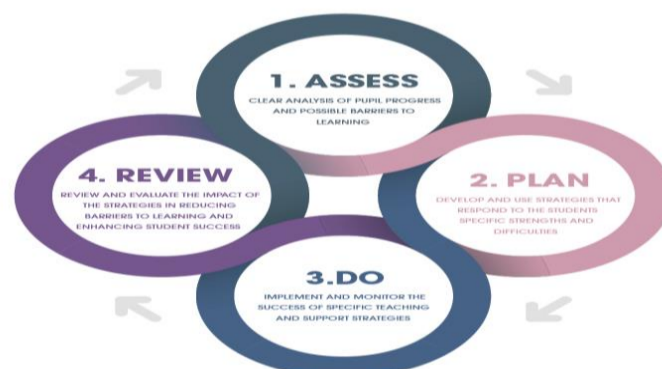 1. ASSESS
CLEAR ANALYSIS OF PUPIL PROGRESS
AND POSSIBLE BARRIERS TO
LEARNING
2. PLAN
DEVELOP AND USE STRATEGIES THAT
RESPOND TO THE STUDENTS
SPECIFIC STRENGTHS AND
DIFFICULTIES
3.DO
IMPLEMENT AND MONITOR THE
SUCCESS OF SPECIFIC TEACHING
AND SUPPORT STRATEGIES
4. REVIEW
REVIEW AND EVALUATE THE IMPACT OF
THE STRATEGIES IN REDUCING
BARRIERS TO LEARNING AND
ENHANCING STUDENT SUCCESS